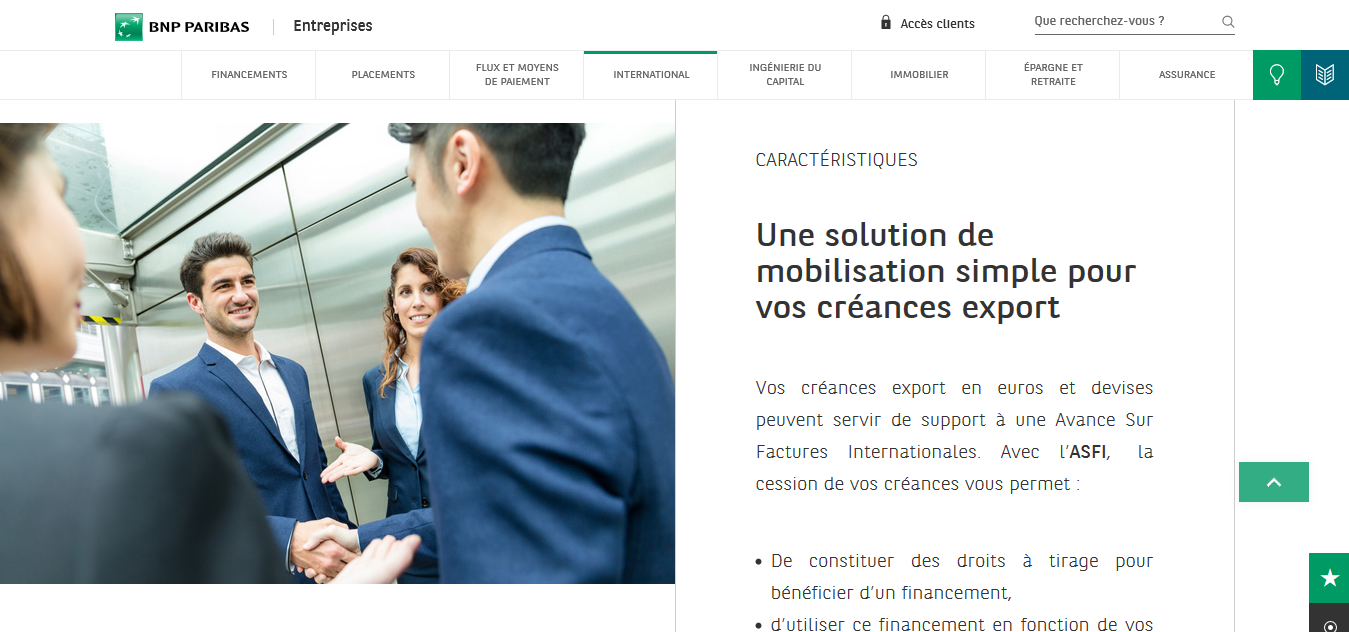 BNP PARIBAS
Entreprises
Accès clients
Que recherchez-vous ?
FINANCEMENTS
PLACEMENTS
FLUX ET MOYENS
DE PAIEMENT
INTERNATIONAL
INGÉNIERIE DU
CAPITAL
IMMOBILIER
ÉPARGNE ET
RETRAITE
ASSURANCE
CARACTÉRISTIQUES
Une solution de
mobilisation simple pour
vos créances export
Vos créances export en euros et devises
peuvent servir de support à une Avance Sur
Factures Internationales. Avec l’ASFI, la
cession de vos créances vous permet :
• De constituer des droits à tirage pour
bénéficier d’un financement,
• d’utiliser ce financement en fonction de vos